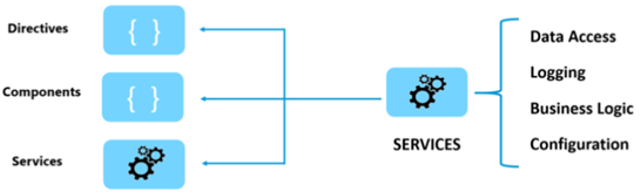 Directives
{ }
Components
{ }
Services
SERVICES
Data Access
Logging
Business Logic
Configuration